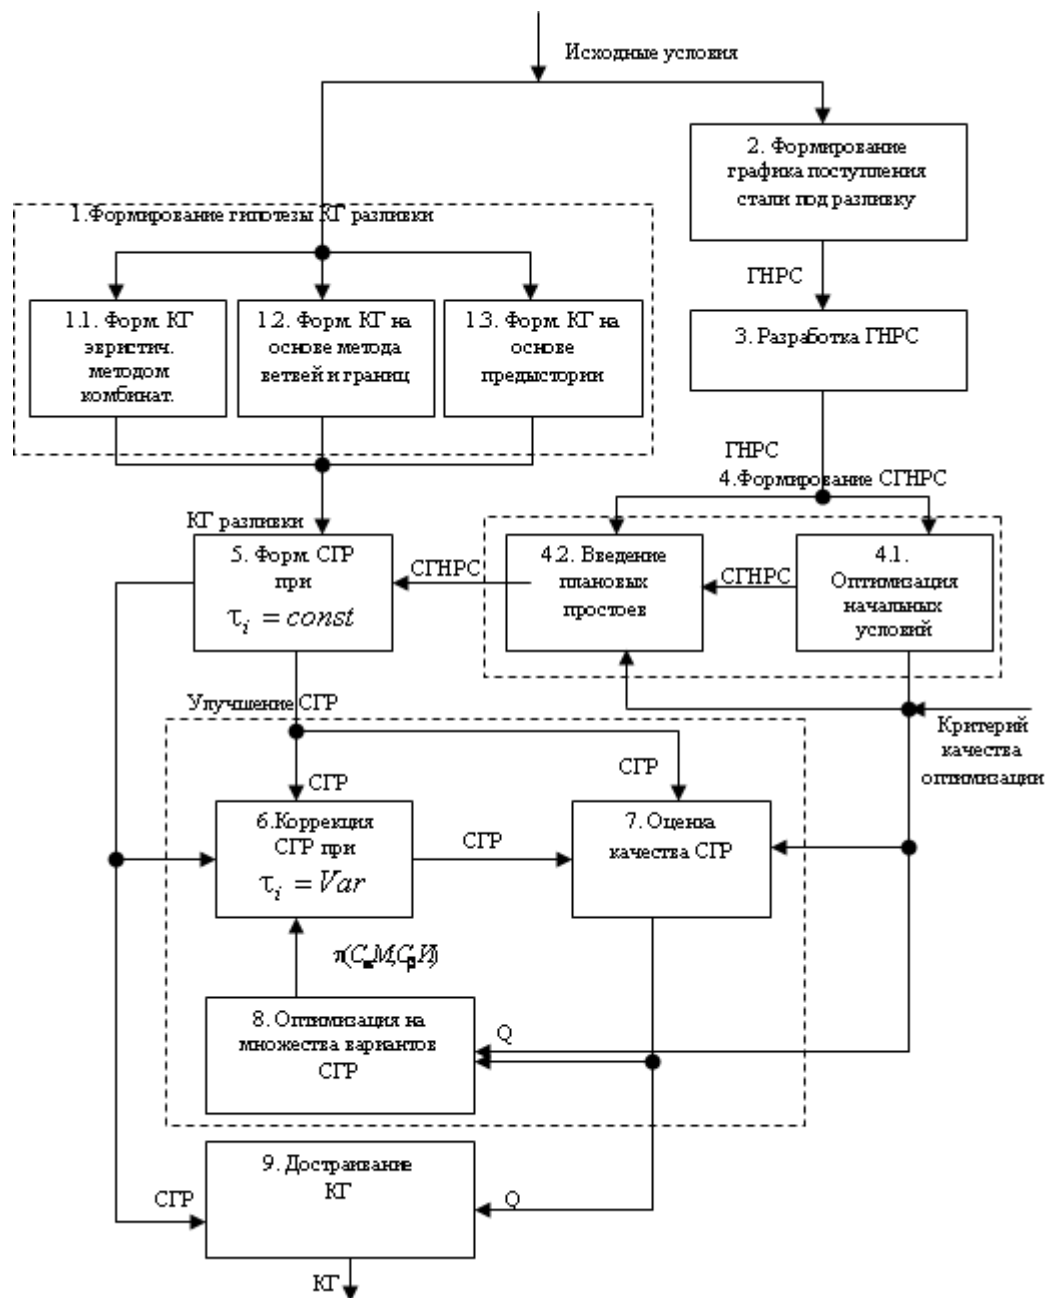 Исходные условия
2. Формирование
графика поступления
стали под разливку
1.Формирование гипотезы КГ разливки
ГНРС
1.1. Форм. КГ
эвристич.
методом
комбинат.
1.2. Форм. КГ на
основе метода
ветвей и границ
1.3. Форм. КГ на
основе
предыстории
3. Разработка ГНРС
ГНРС
4.Формирование СГНРС
КГ разливки
5. Форм. СГР
при
τi = const
СГНРС
4.2. Введение
плановых
простоев
СГНРС
4.1.
Оптимизация
начальных
условий
Улучшение СГР
Критерий
качества
оптимизации
СГР
СГР
6.Коррекция
СГР при
τi = Var
СГР
7. Оценка
качества СГР
8. Оптимизация на
множества вариантов
СГР
Q
9. Достраивание
КГ
СГР
Q
КГ